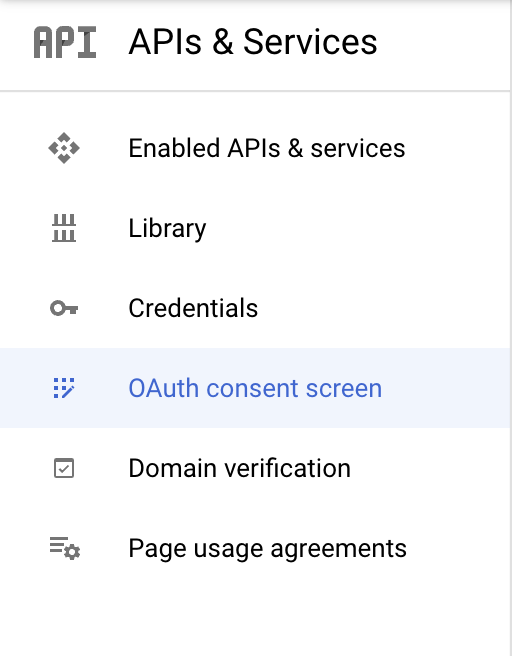 API APIs & Services
Enabled APIs & services
Library
Credentials
OAuth consent screen
Domain verification
Page usage agreements